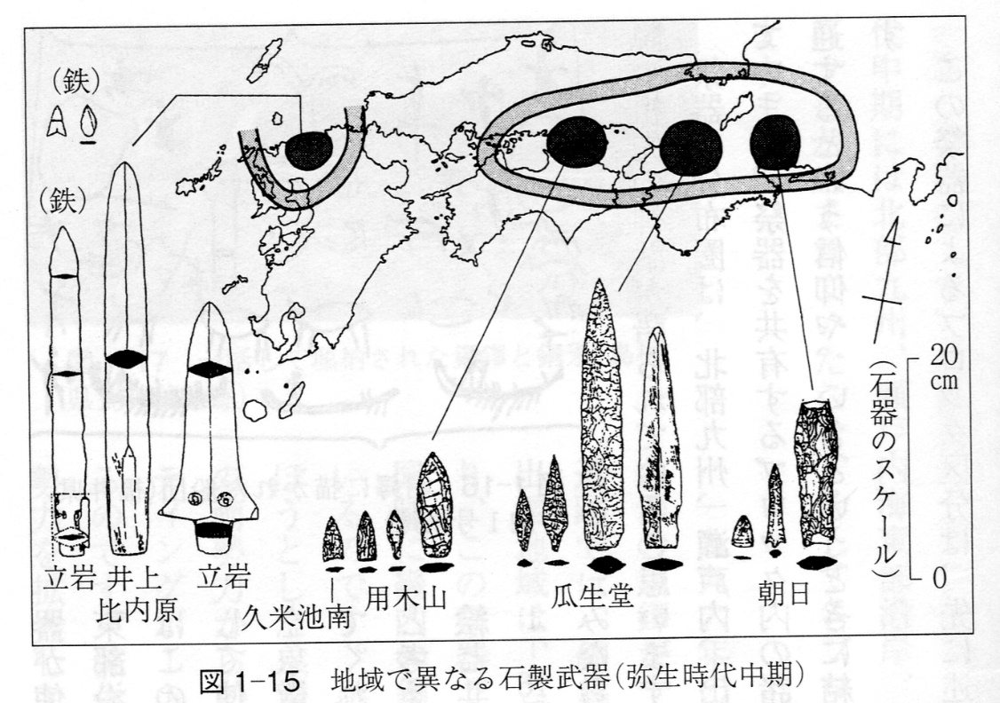 (鉄)
(鉄)
20
cm
(石器のスケール)
0
立岩
井上
比内原
立岩
久米池南
用木山
瓜生堂
朝日
図1-15 地域で異なる石製武器(弥生時代中期)